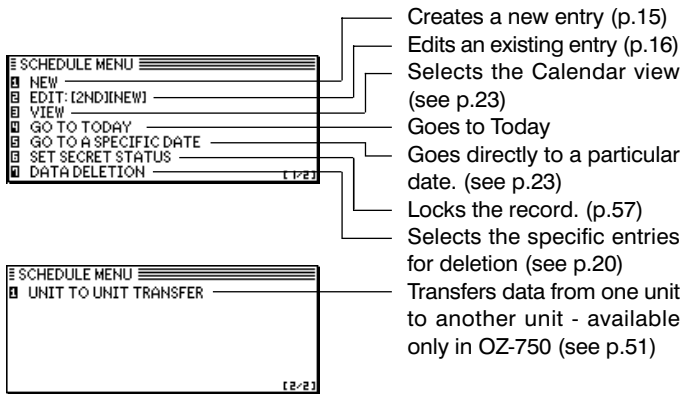 SCHEDULE MENU
1 NEW
2 EDIT:[2ND][NEW]
3 VIEW
4 GO TO TODAY
5 GO TO A SPECIFIC DATE
6 SET SECRET STATUS
7 DATA DELETION
[1/2]
Creates a new entry (p.15)
Edits an existing entry (p.16)
Selects the Calendar view
(see p.23)
Goes to Today
Goes directly to a particular
date. (see p.23)
Locks the record. (p.57)
Selects the specific entries
for deletion (see p.20)
SCHEDULE MENU
1 UNIT TO UNIT TRANSFER
[2/2]
Transfers data from one unit
to another unit - available
only in OZ-750 (see p.51)